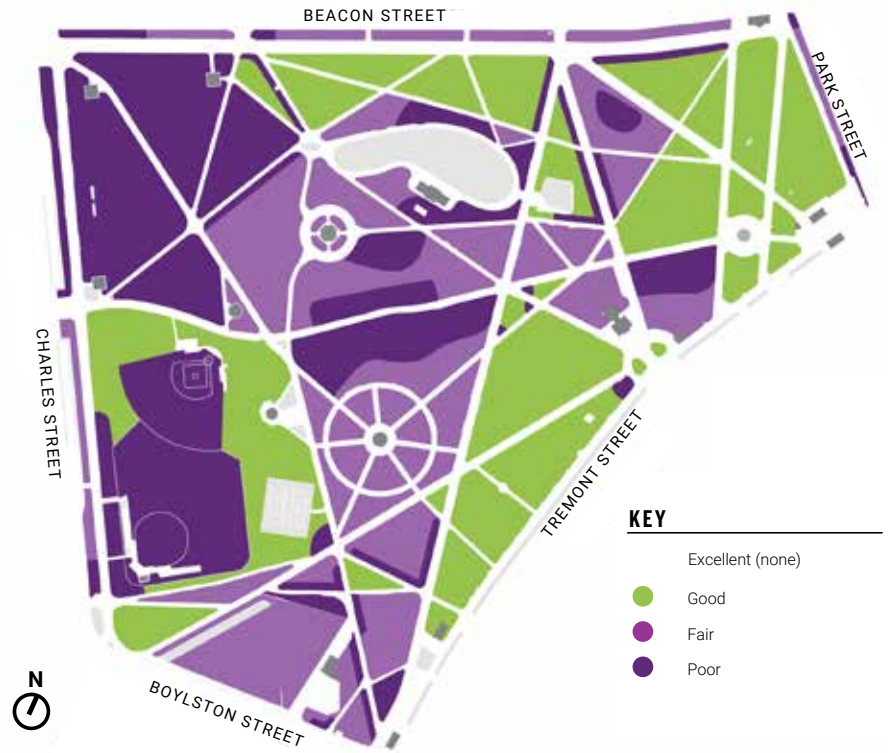 BEACON STREET
PARK STREET
CHARLES STREET
TREMONT STREET
BOYLSTON STREET
KEY
Excellent (none)
Good
Fair
Poor
N